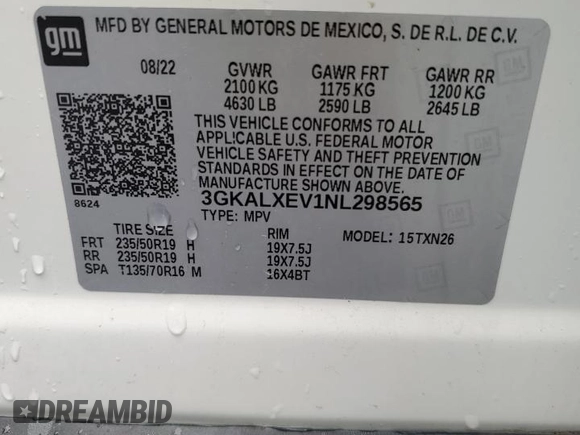 gm
MFD BY GENERAL MOTORS DE MEXICO, S. DE R.L. DE C.V.
08/22 GVWR GAWR FRT GAWR RR
2100 KG 1175 KG 1200 KG
4630 LB 2590 LB 2645 LB
THIS VEHICLE CONFORMS TO ALL
APPLICABLE U.S. FEDERAL MOTOR
VEHICLE SAFETY AND THEFT PREVENTION
STANDARDS IN EFFECT ON THE DATE OF
MANUFACTURE SHOWN ABOVE.
8624 3GKALXEV1NL298565
TYPE: MPV
TIRE SIZE RIM MODEL: 15TXN26
FRT 235/50R19 H 19X7.5J
RR 235/50R19 H 19X7.5J
SPA T135/70R16 M 16X4BT
DREAMBID